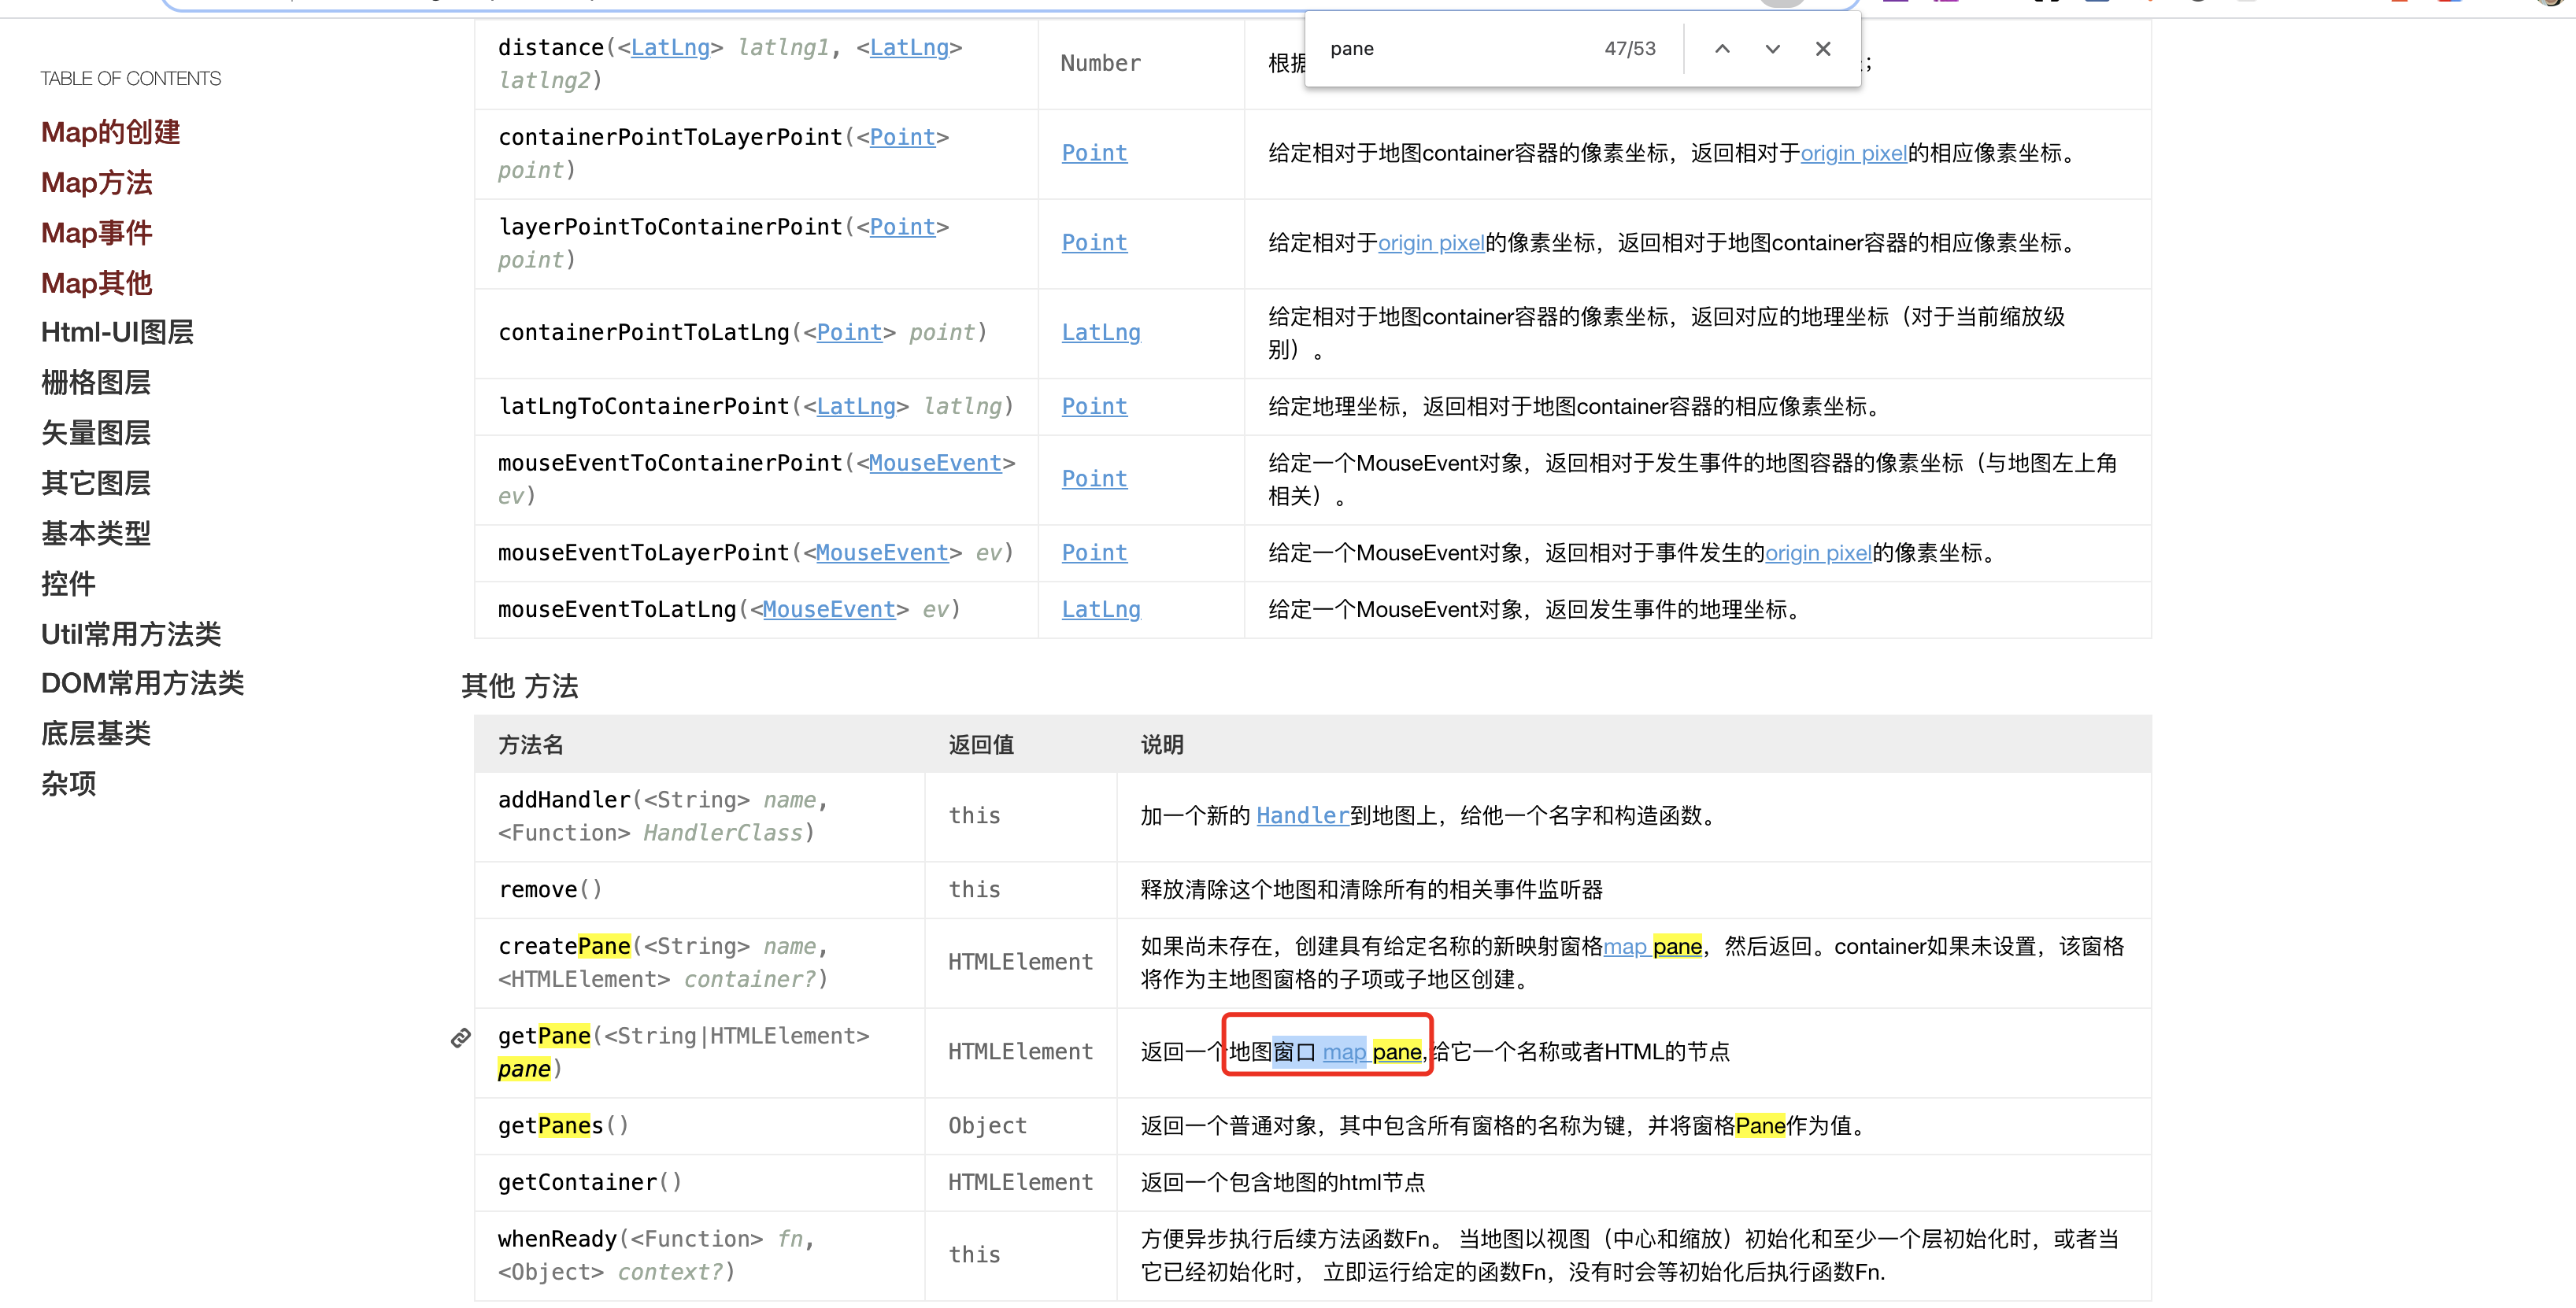 pane
47/53
TABLE OF CONTENTS
Map的创建
Map方法
Map事件
Map其他
Html-UI图层
栅格图层
矢量图层
其它图层
基本类型
控件
Util常用方法类
DOM常用方法类
底层基类
杂项
distance(<LatLng> latlng1, <LatLng>
latlng2)
Number
根据
;
containerPointToLayerPoint(<Point>
point)
Point
给定相对于地图container容器的像素坐标，返回相对于origin pixel的相应像素坐标。
layerPointToContainerPoint(<Point>
point)
Point
给定相对于origin pixel的像素坐标，返回相对于地图container容器的相应像素坐标。
containerPointToLatLng(<Point> point)
LatLng
给定相对于地图container容器的像素坐标，返回对应的地理坐标（对于当前缩放级
别）。
latLngToContainerPoint(<LatLng> latlng)
Point
给定地理坐标，返回相对于地图container容器的相应像素坐标。
mouseEventToContainerPoint(<MouseEvent>
ev)
Point
给定一个MouseEvent对象，返回相对于发生事件的地图容器的像素坐标（与地图左上角
相关）。
mouseEventToLayerPoint(<MouseEvent> ev)
Point
给定一个MouseEvent对象，返回相对于事件发生的origin pixel的像素坐标。
mouseEventToLatLng(<MouseEvent> ev)
LatLng
给定一个MouseEvent对象，返回发生事件的地理坐标。
其他 方法
方法名
返回值
说明
addHandler(<String> name,
<Function> HandlerClass)
this
加一个新的 Handler到地图上，给他一个名字和构造函数。
remove()
this
释放清除这个地图和清除所有的相关事件监听器
createPane(<String> name,
<HTMLElement> container?)
HTMLElement
如果尚未存在，创建具有给定名称的新映射窗格map pane，然后返回。container如果未设置，该窗格
将作为主地图窗格的子项或子地区创建。
getPane(<String|HTMLElement>
pane)
HTMLElement
返回一个地图窗口 map pane,给它一个名称或者HTML的节点
getPanes()
Object
返回一个普通对象，其中包含所有窗格的名称为键，并将窗格Pane作为值。
getContainer()
HTMLElement
返回一个包含地图的html节点
whenReady(<Function> fn,
<Object> context?)
this
方便异步执行后续方法函数Fn。 当地图以视图（中心和缩放）初始化和至少一个层初始化时，或者当
它已经初始化时， 立即运行给定的函数Fn，没有时会等初始化后执行函数Fn.